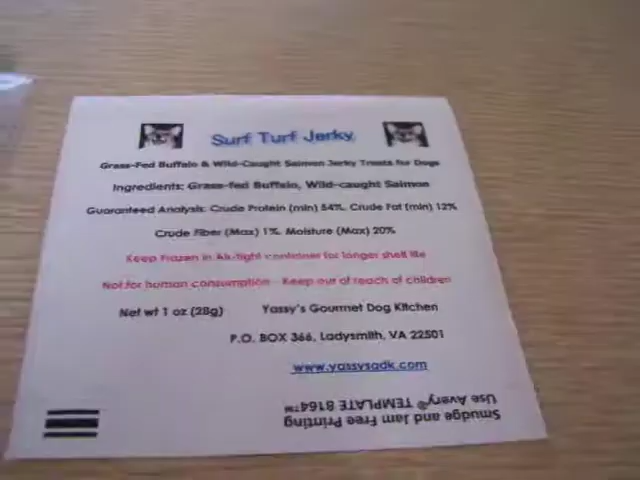 Surf Turf Jerky
Grass-Fed Buffalo & Wild-Caught Salmon Jerky Treats for Dogs
Ingredients: Grass-fed Buffalo, Wild-caught Salmon
Guaranteed Analysis: Crude Protein (min) 54%, Crude Fat (min) 12%
Crude Fiber (Max) 1%. Moisture (Max) 20%
Keep Frozen in Air-tight container for longer shelf life
Not for human consumption - Keep out of reach of children
Net wt 1 oz (28g) Yassy's Gourmet Dog Kitchen
P.O. BOX 366, Ladysmith, VA 22501
www.yassysgdk.com
Use Avery® TEMPLATE 8164™
Smudge and Jam Free Printing